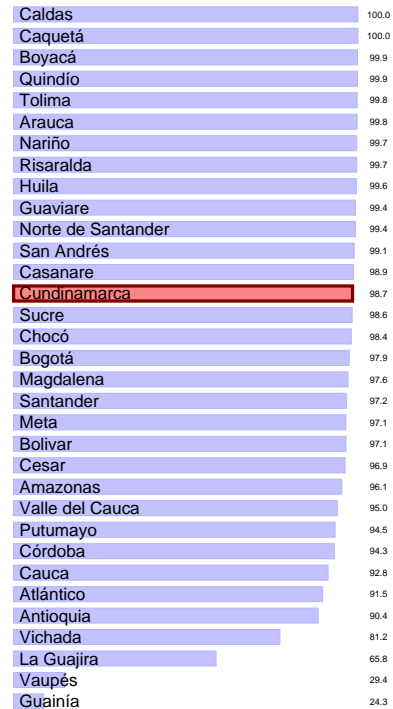 Caldas 100.0
Caquetá 100.0
Boyacá 99.9
Quindío 99.9
Tolima 99.8
Arauca 99.8
Nariño 99.7
Risaralda 99.7
Huila 99.6
Guaviare 99.4
Norte de Santander 99.4
San Andrés 99.1
Casanare 98.9
Cundinamarca 98.7
Sucre 98.6
Chocó 98.4
Bogotá 97.9
Magdalena 97.6
Santander 97.2
Meta 97.1
Bolivar 97.1
Cesar 96.9
Amazonas 96.1
Valle del Cauca 95.0
Putumayo 94.5
Córdoba 94.3
Cauca 92.8
Atlántico 91.5
Antioquia 90.4
Vichada 81.2
La Guajira 65.8
Vaupés 29.4
Guainía 24.3